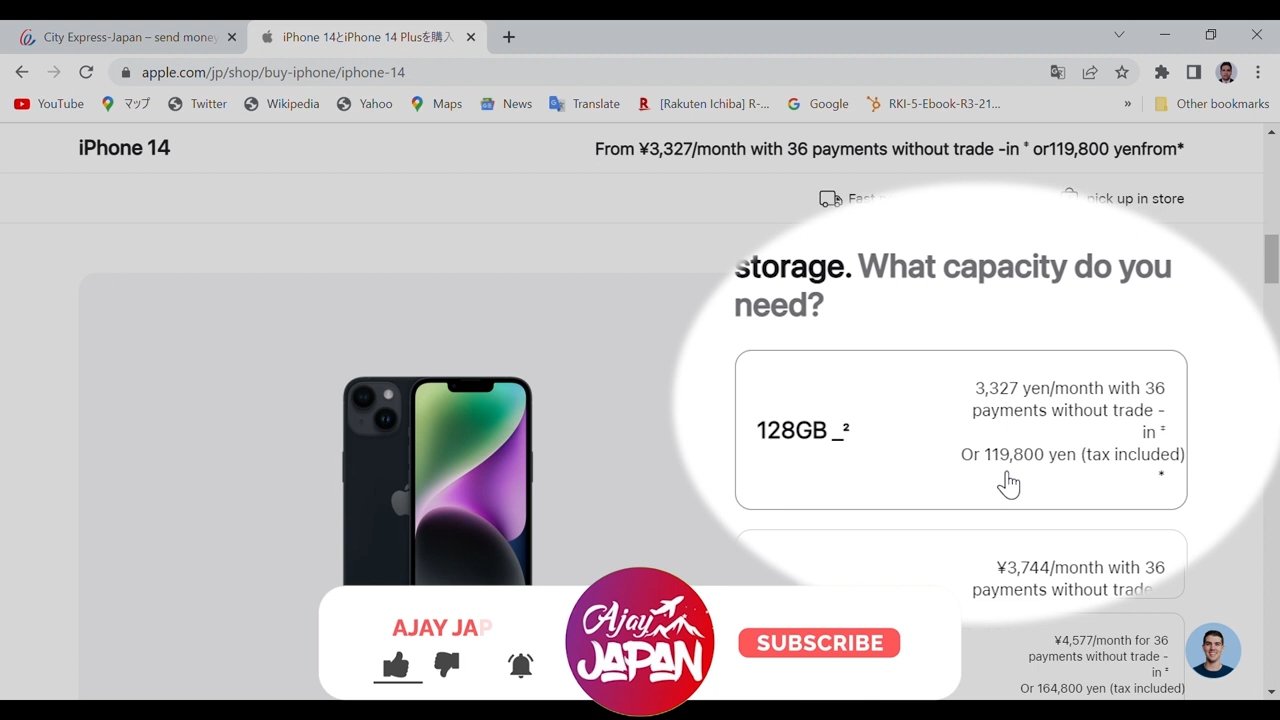 City Express-Japan – send money
iPhone 14とiPhone 14 Plusを購入
apple.com/jp/shop/buy-iphone/iphone-14
YouTube
マップ
Twitter
Wikipedia
Yahoo
Maps
News
Translate
[Rakuten Ichiba] R-...
Google
RKI-5-Ebook-R3-21...
»
Other bookmarks
iPhone 14
From ¥3,327/month with 36 payments without trade -in ‡ or119,800 yenfrom*
Fast
pick up in store
storage. What capacity do you
need?
128GB _²
3,327 yen/month with 36
payments without trade -
in ‡
Or 119,800 yen (tax included)
*
¥3,744/month with 36
payments without trade
¥4,577/month for 36
payments without trade -
in ‡
Or 164,800 yen (tax included)
AJAY JAP
Ajay
JAPAN
SUBSCRIBE